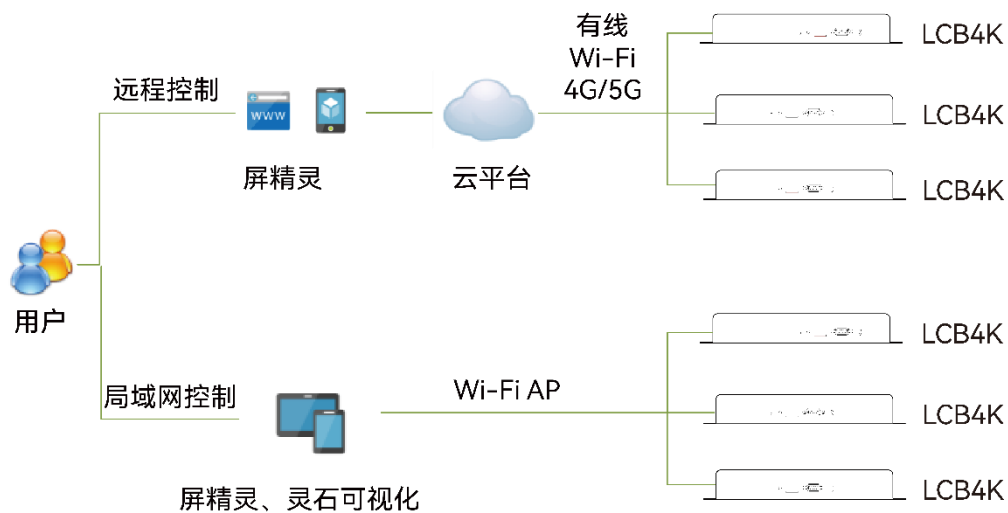 有线
Wi-Fi
4G/5G
LCB4K
远程控制
WWW
LCB4K
屏精灵
云平台
LCB4K
用户
LCB4K
局域网控制
Wi-Fi AP
LCB4K
屏精灵、灵石可视化
LCB4K